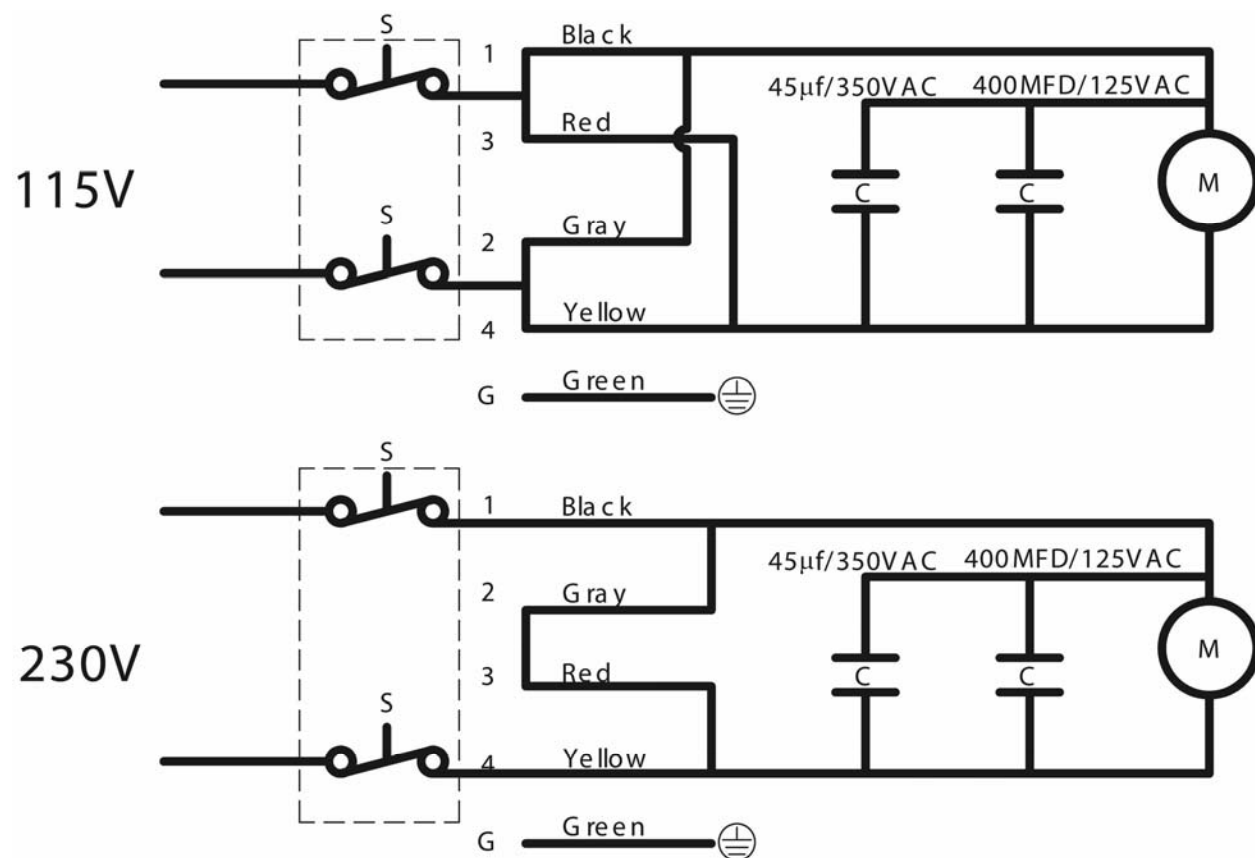 S
1 Black
45µf/350VAC 400MFD/125VAC
3 Red
115V
C C M
S
2 Gray
4 Yellow
G Green
S
1 Black
45µf/350VAC 400MFD/125VAC
2 Gray
230V
3 Red
C C M
S
4 Yellow
G Green